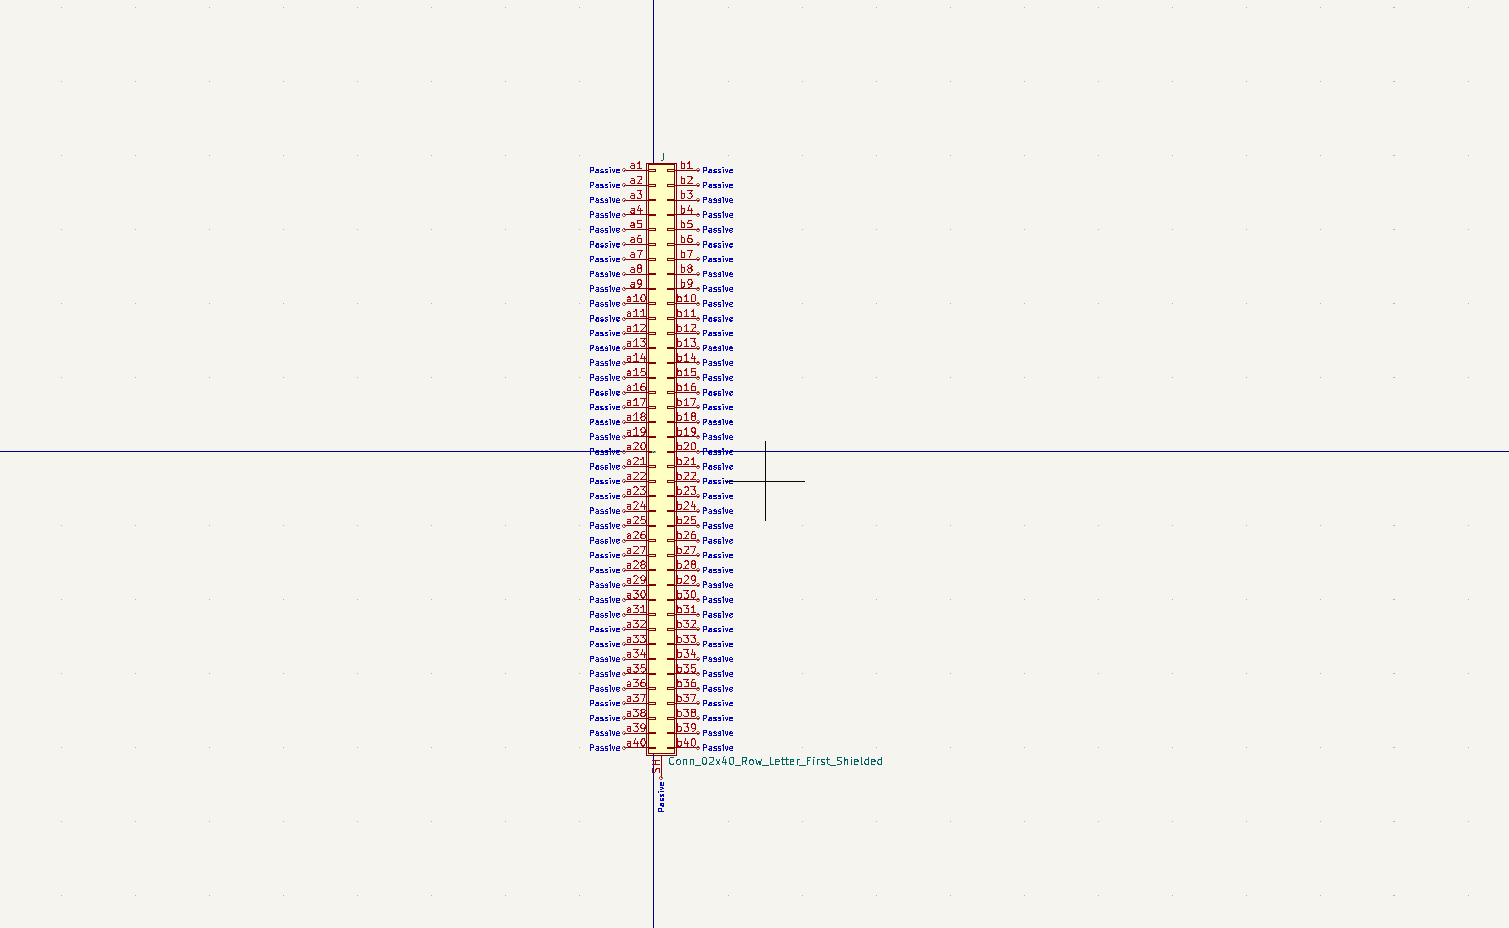 J
Passive a1 b1 Passive
Passive a2 b2 Passive
Passive a3 b3 Passive
Passive a4 b4 Passive
Passive a5 b5 Passive
Passive a6 b6 Passive
Passive a7 b7 Passive
Passive a8 b8 Passive
Passive a9 b9 Passive
Passive a10 b10 Passive
Passive a11 b11 Passive
Passive a12 b12 Passive
Passive a13 b13 Passive
Passive a14 b14 Passive
Passive a15 b15 Passive
Passive a16 b16 Passive
Passive a17 b17 Passive
Passive a18 b18 Passive
Passive a19 b19 Passive
Passive a20 b20 Passive
Passive a21 b21 Passive
Passive a22 b22 Passive
Passive a23 b23 Passive
Passive a24 b24 Passive
Passive a25 b25 Passive
Passive a26 b26 Passive
Passive a27 b27 Passive
Passive a28 b28 Passive
Passive a29 b29 Passive
Passive a30 b30 Passive
Passive a31 b31 Passive
Passive a32 b32 Passive
Passive a33 b33 Passive
Passive a34 b34 Passive
Passive a35 b35 Passive
Passive a36 b36 Passive
Passive a37 b37 Passive
Passive a38 b38 Passive
Passive a39 b39 Passive
Passive a40 b40 Passive
SH
Conn_02x40_Row_Letter_First_Shielded
Passive